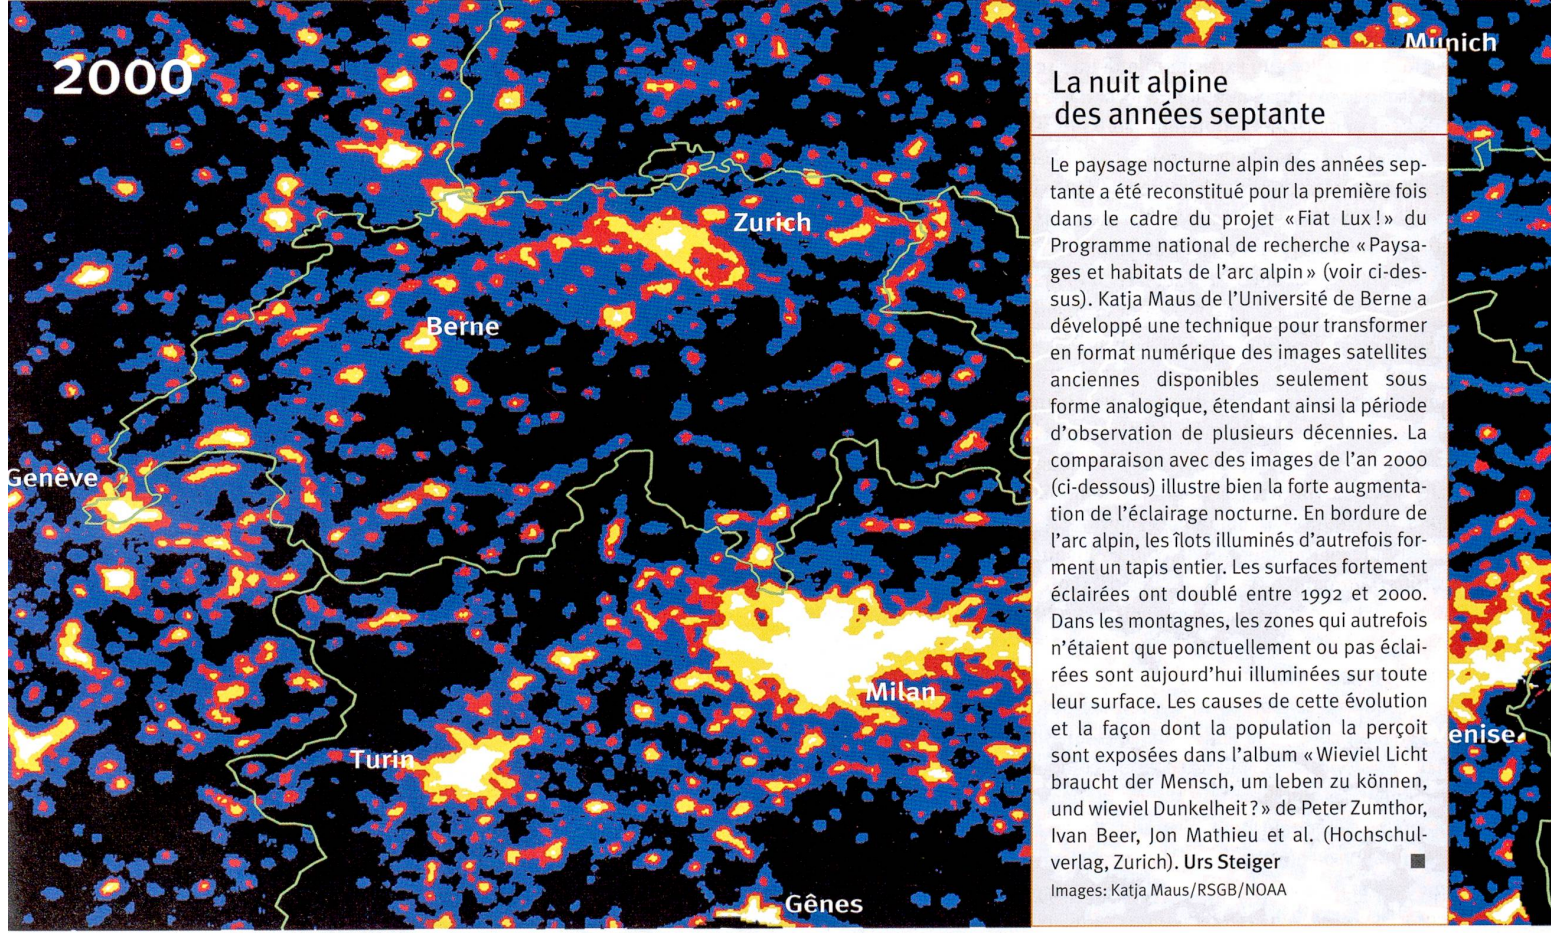 2000
Munich
Zurich
Berne
Genève
Milan
Turin
enise
Gênes
La nuit alpine
des années septante
Le paysage nocturne alpin des années sep-
tante a été reconstitué pour la première fois
dans le cadre du projet « Fiat Lux ! » du
Programme national de recherche « Paysa-
ges et habitats de l'arc alpin » (voir ci-des-
sus). Katja Maus de l'Université de Berne a
développé une technique pour transformer
en format numérique des images satellites
anciennes disponibles seulement sous
forme analogique, étendant ainsi la période
d'observation de plusieurs décennies. La
comparaison avec des images de l'an 2000
(ci-dessous) illustre bien la forte augmenta-
tion de l'éclairage nocturne. En bordure de
l'arc alpin, les îlots illuminés d'autrefois for-
ment un tapis entier. Les surfaces fortement
éclairées ont doublé entre 1992 et 2000.
Dans les montagnes, les zones qui autrefois
n'étaient que ponctuellement ou pas éclai-
rées sont aujourd'hui illuminées sur toute
leur surface. Les causes de cette évolution
et la façon dont la population la perçoit
sont exposées dans l'album « Wieviel Licht
braucht der Mensch, um leben zu können,
und wieviel Dunkelheit ? » de Peter Zumthor,
Ivan Beer, Jon Mathieu et al. (Hochschul-
verlag, Zurich). Urs Steiger
Images: Katja Maus/RSGB/NOAA